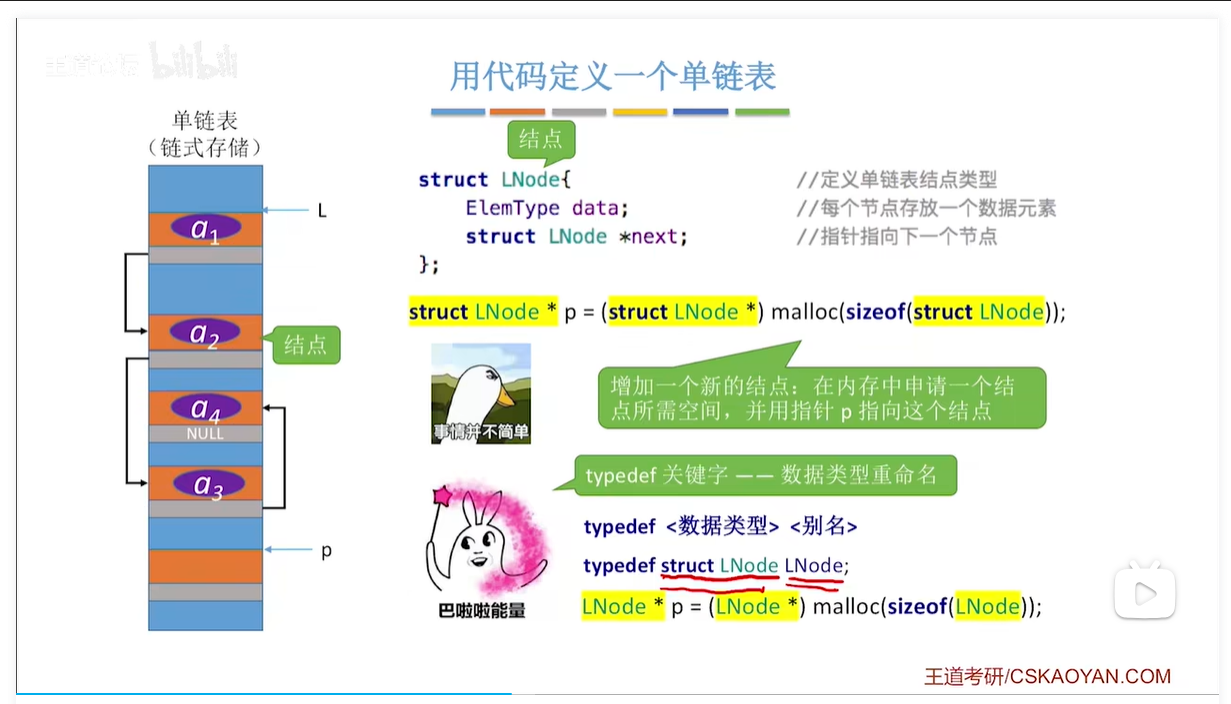 王道论坛 bilibili
用代码定义一个单链表
单链表
（链式存储）
L
a1
a2
结点
a4
NULL
a3
p
结点
struct LNode{ //定义单链表结点类型
ElemType data; //每个节点存放一个数据元素
struct LNode *next; //指针指向下一个节点
};
struct LNode * p = (struct LNode *) malloc(sizeof(struct LNode));
增加一个新的结点：在内存中申请一个结
点所需空间，并用指针 p 指向这个结点
事情并不简单
typedef 关键字 —— 数据类型重命名
巴啦啦能量
typedef <数据类型> <别名>
typedef struct LNode LNode;
LNode * p = (LNode *) malloc(sizeof(LNode));
王道考研/CSKAOYAN.COM